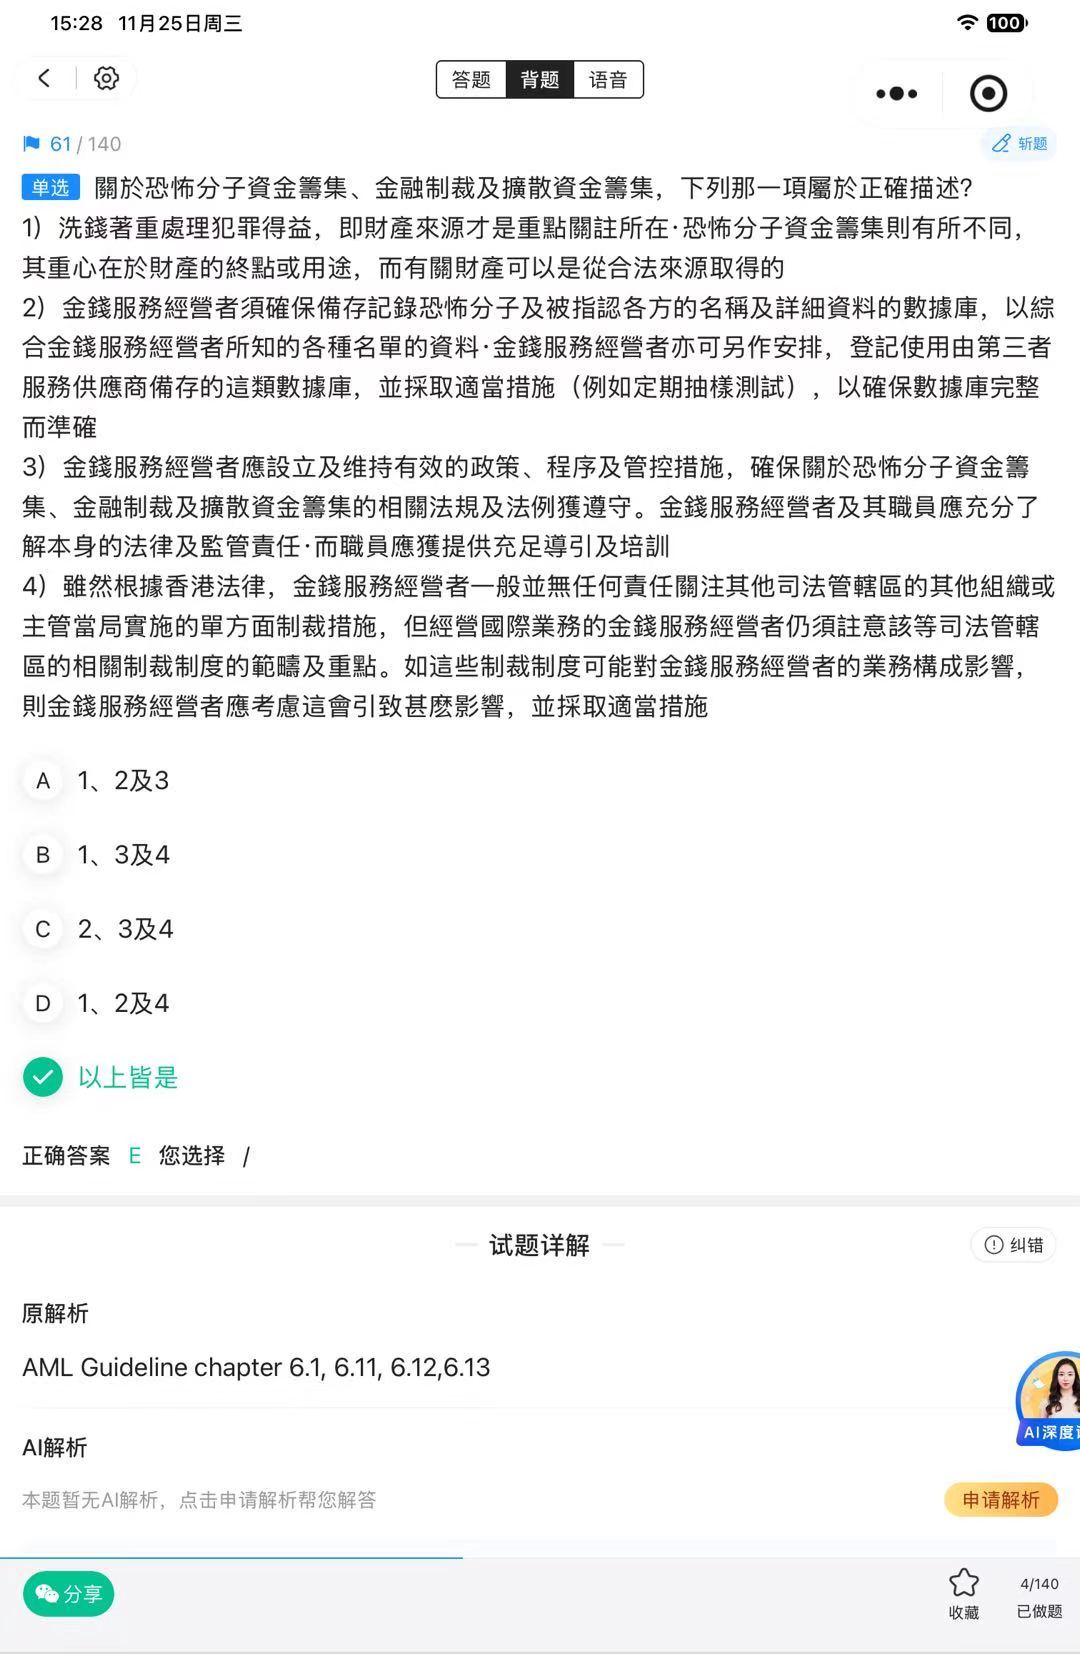 15:28 11月25日周三
100
答题 背题 语音
61/140
斩题
单选 關於恐怖分子資金籌集、金融制裁及擴散資金籌集，下列那一項屬於正確描述?
1）洗錢著重處理犯罪得益，即財產來源才是重點關註所在·恐怖分子資金籌集則有所不同，
其重心在於財產的終點或用途，而有關財產可以是從合法來源取得的
2）金錢服務經營者須確保備存記錄恐怖分子及被指認各方的名稱及詳細資料的數據庫，以綜
合金錢服務經營者所知的各種名單的資料·金錢服務經營者亦可另作安排，登記使用由第三者
服務供應商備存的這類數據庫，並採取適當措施（例如定期抽樣測試），以確保數據庫完整
而準確
3）金錢服務經營者應設立及维持有效的政策、程序及管控措施，確保關於恐怖分子資金籌
集、金融制裁及擴散資金籌集的相關法規及法例獲遵守。金錢服務經營者及其職員應充分了
解本身的法律及監管責任·而職員應獲提供充足導引及培訓
4）雖然根據香港法律，金錢服務經營者一般並無任何責任關注其他司法管轄區的其他組織或
主管當局實施的單方面制裁措施，但經營國際業務的金錢服務經營者仍須註意該等司法管轄
區的相關制裁制度的範疇及重點。如這些制裁制度可能對金錢服務經營者的業務構成影響，
則金錢服務經營者應考慮這會引致甚麽影響，並採取適當措施
A 1、2及3
B 1、3及4
C 2、3及4
D 1、2及4
以上皆是
正确答案 E 您选择 /
试题详解
纠错
原解析
AML Guideline chapter 6.1, 6.11, 6.12,6.13
AI解析
AI深度
本题暂无AI解析，点击申请解析帮您解答
申请解析
分享
收藏
4/140
已做题